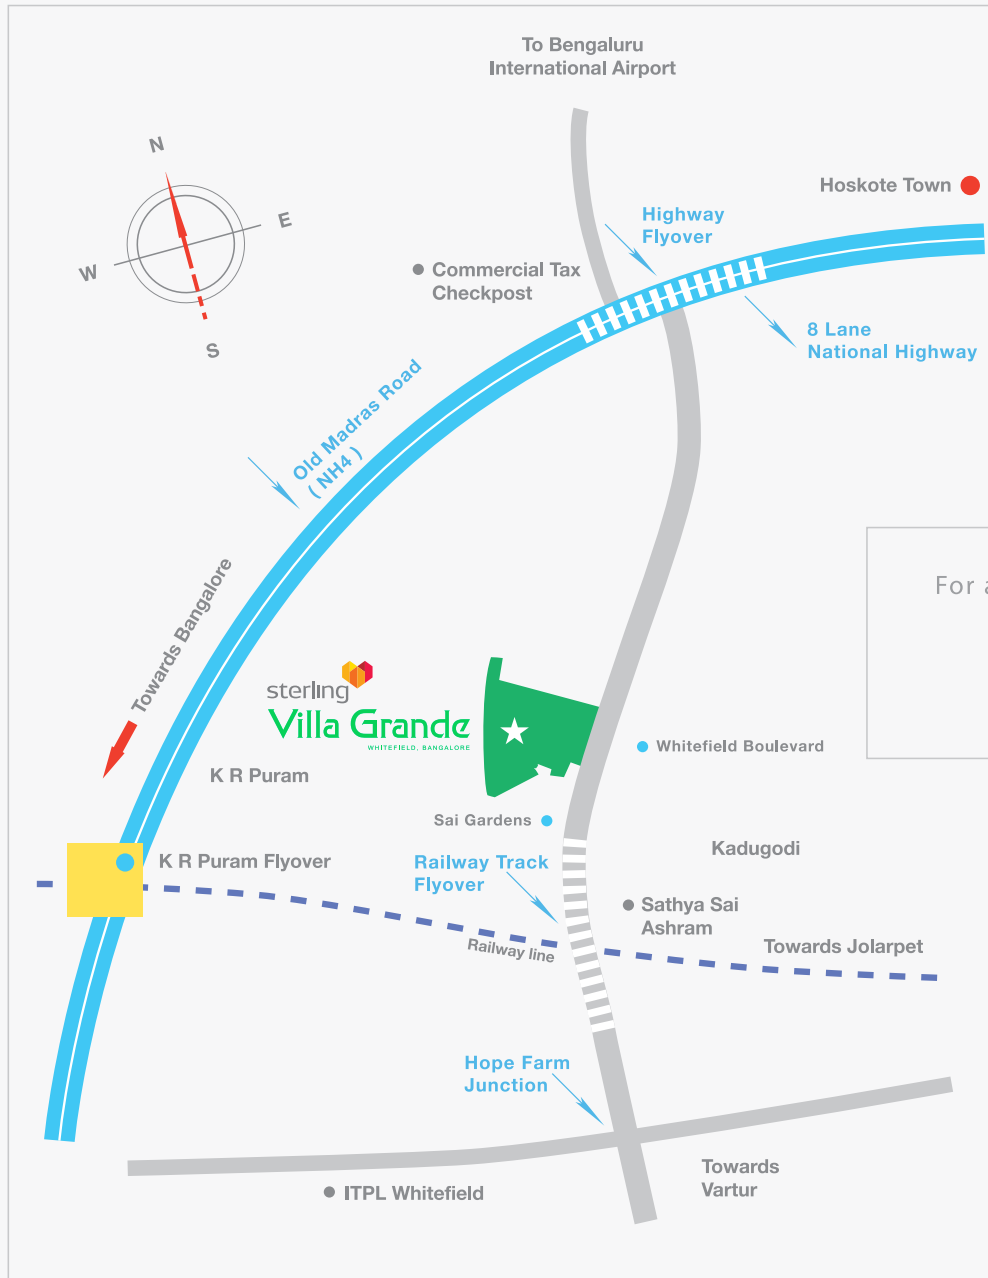 To Bengaluru
International Airport
N
E
W
S
Hoskote Town
Highway
Flyover
Commercial Tax
Checkpost
8 Lane
National Highway
Old Madras Road
( NH4 )
Towards Bangalore
For a
sterling
Villa Grande
WHITEFIELD, BANGALORE
Whitefield Boulevard
K R Puram
Sai Gardens
Kadugodi
K R Puram Flyover
Railway Track
Flyover
Sathya Sai
Ashram
Railway line
Towards Jolarpet
Hope Farm
Junction
Towards
Vartur
ITPL Whitefield